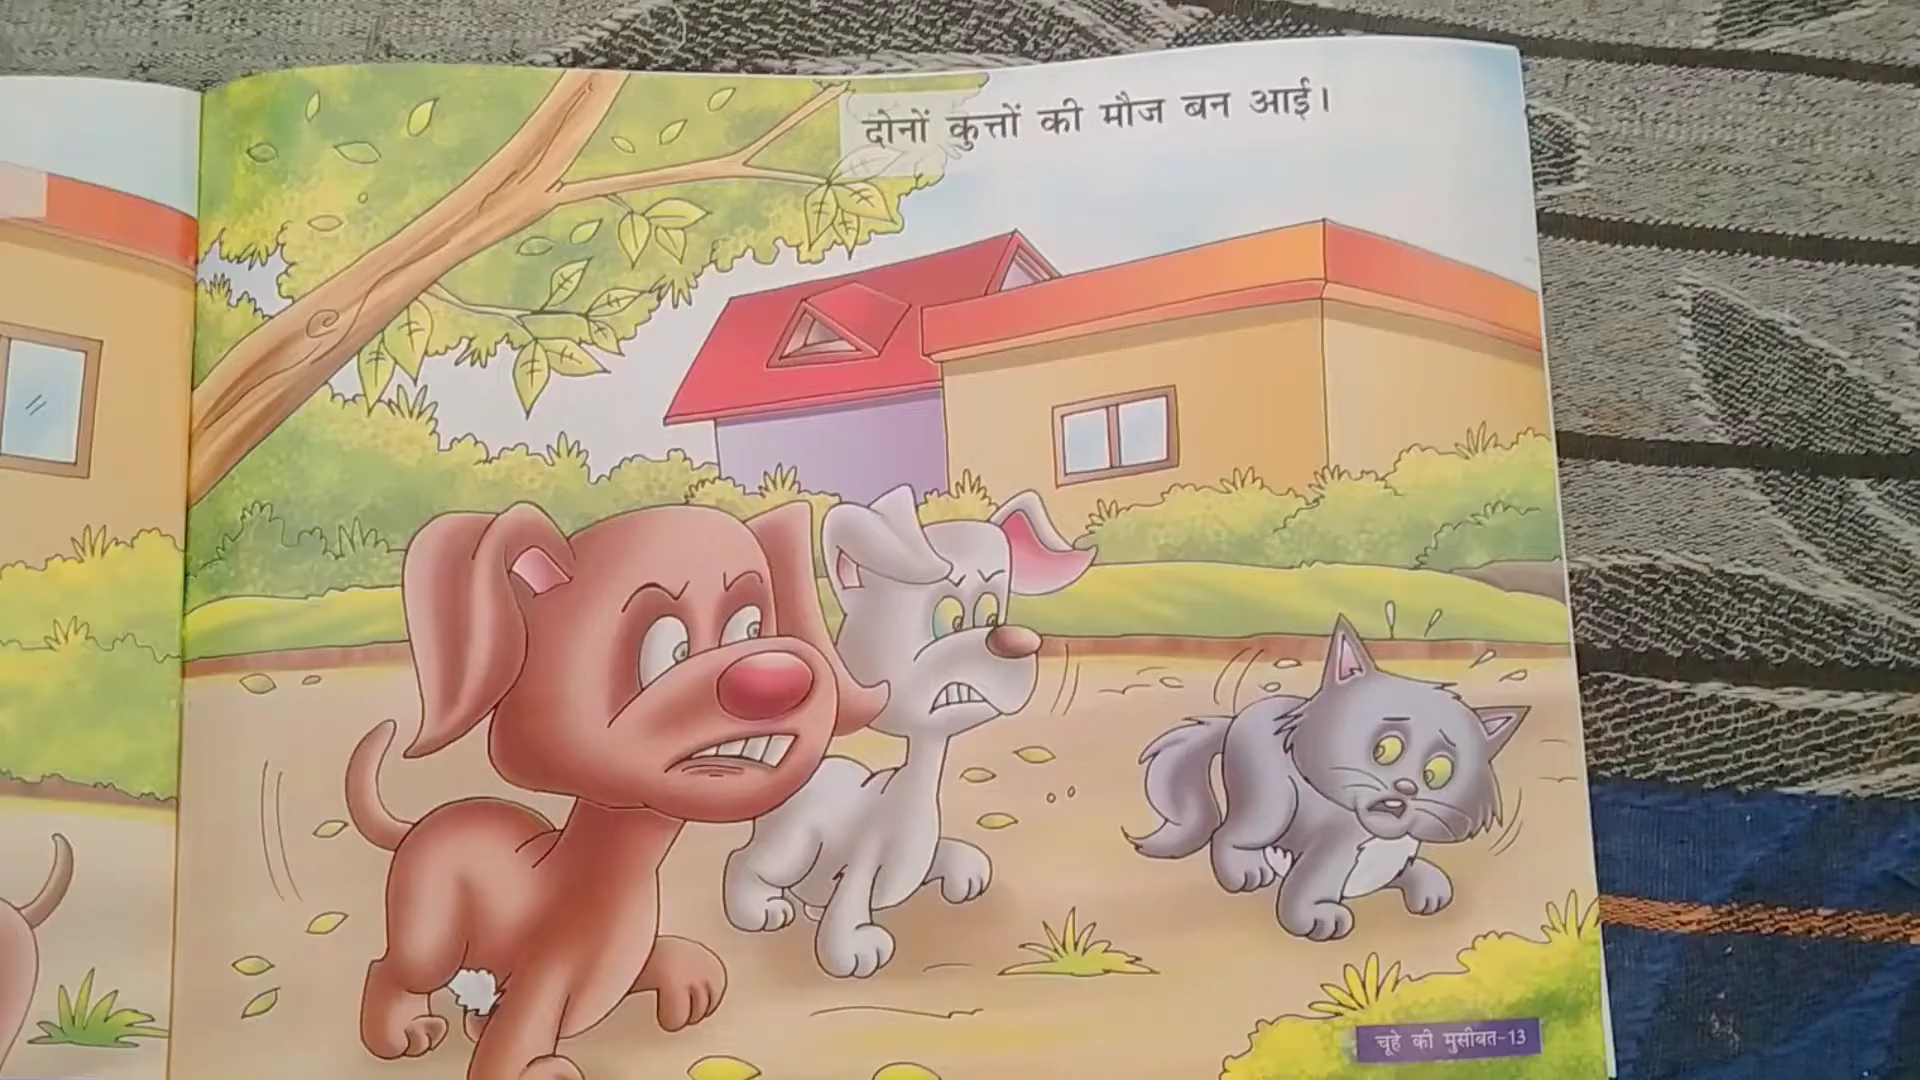 दोनों कुत्तों की मौज बन आई।
चूहे की मुसीबत-13